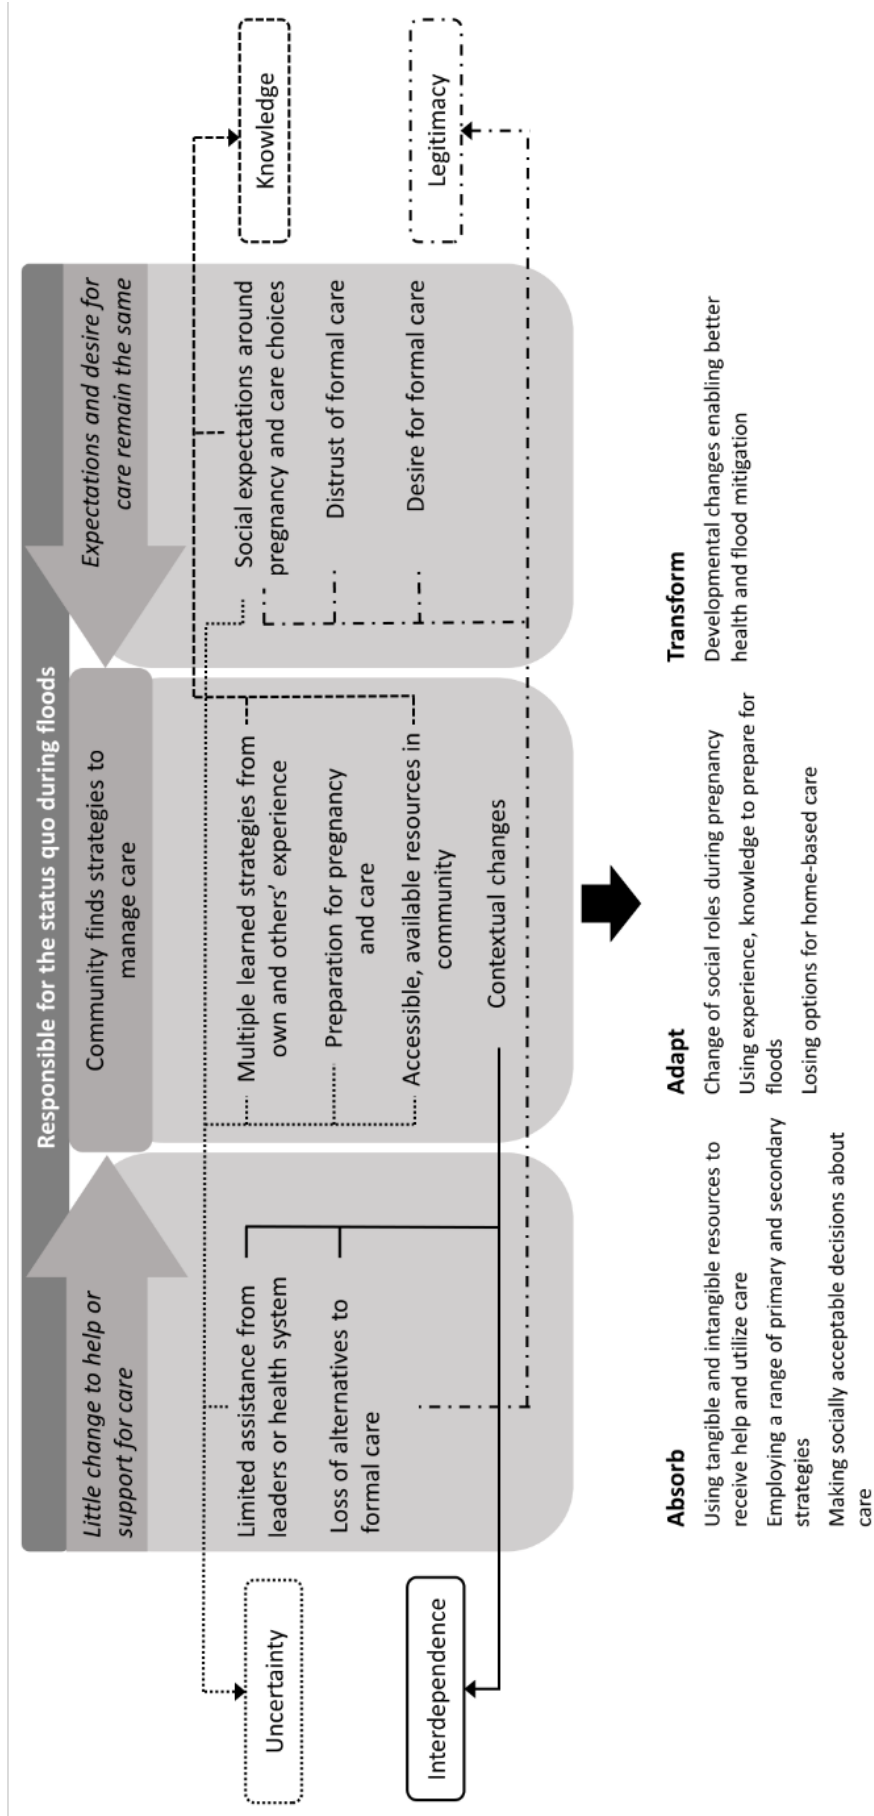 Responsible for the status quo during floods
Little change to help or
support for care
Community finds strategies to
manage care
Expectations and desire for
care remain the same
Uncertainty
Interdependence
Limited assistance from
leaders or health system
Loss of alternatives to
formal care
Multiple learned strategies from
own and others’ experience
Preparation for pregnancy
and care
Accessible, available resources in
community
Contextual changes
Social expectations around
pregnancy and care choices
Distrust of formal care
Desire for formal care
Knowledge
Legitimacy
Absorb
Using tangible and intangible resources to
receive help and utilize care
Employing a range of primary and secondary
strategies
Making socially acceptable decisions about
care
Adapt
Change of social roles during pregnancy
Using experience, knowledge to prepare for
floods
Losing options for home-based care
Transform
Developmental changes enabling better
health and flood mitigation